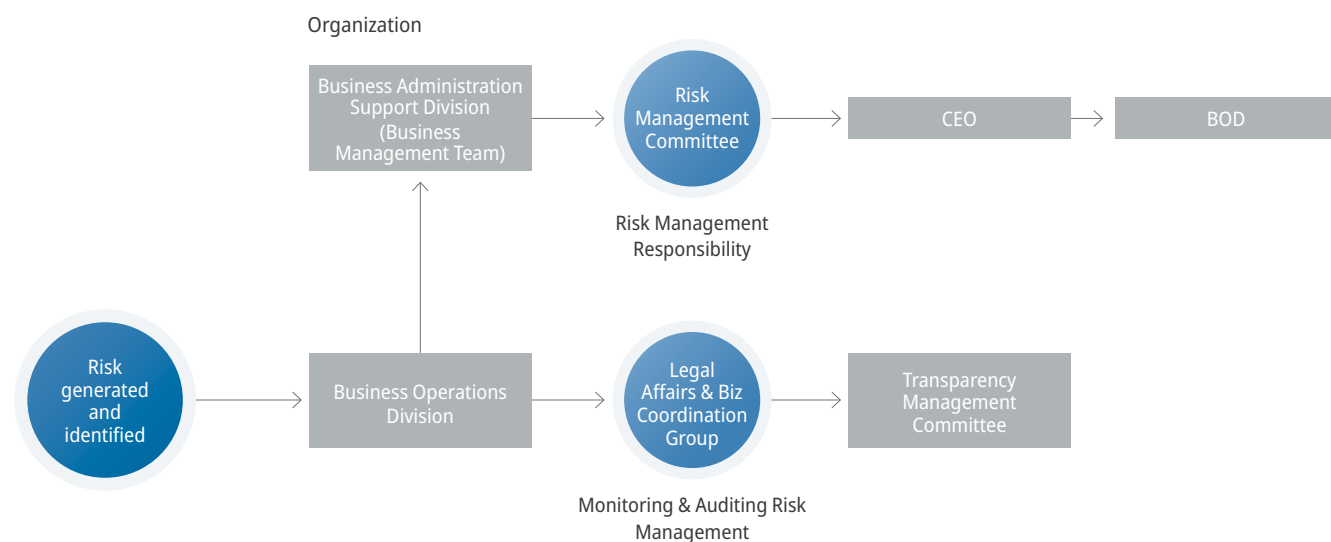 Organization
Business Administration
Support Division
(Business
Management Team)
Risk
Management
Committee
CEO
BOD
Risk Management
Responsibility
Risk
generated
and
identified
Business Operations
Division
Legal
Affairs & Biz
Coordination
Group
Transparency
Management
Committee
Monitoring & Auditing Risk
Management